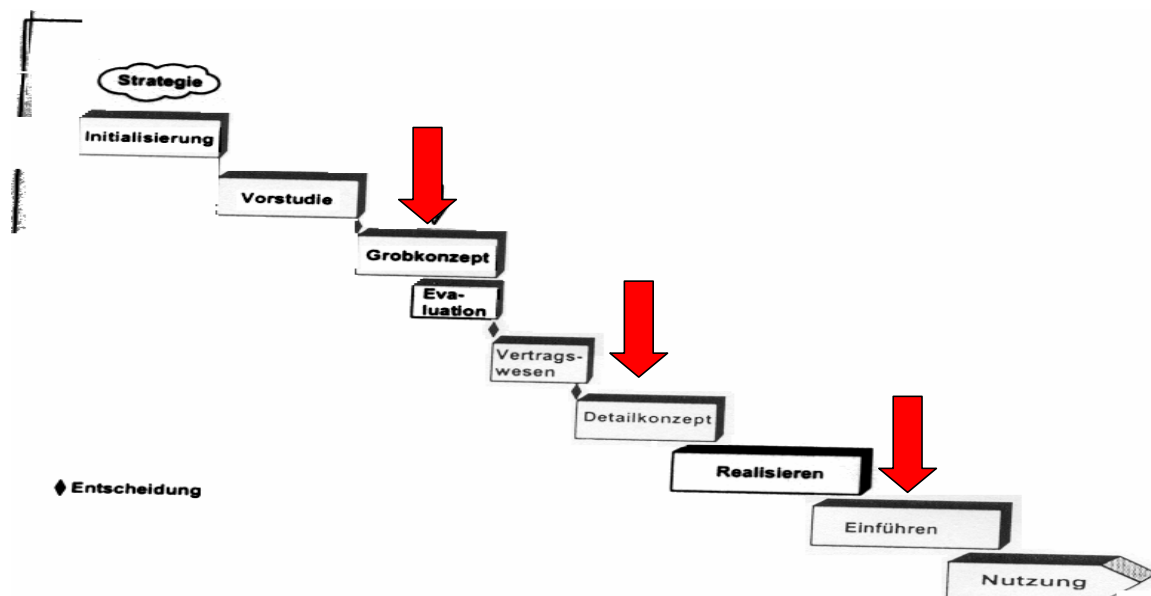 Strategie
Initialisierung
Vorstudie
Grobkonzept
Eva-
luation
Vertrags-
wesen
Detailkonzept
Realisieren
Entscheidung
Einführen
Nutzung